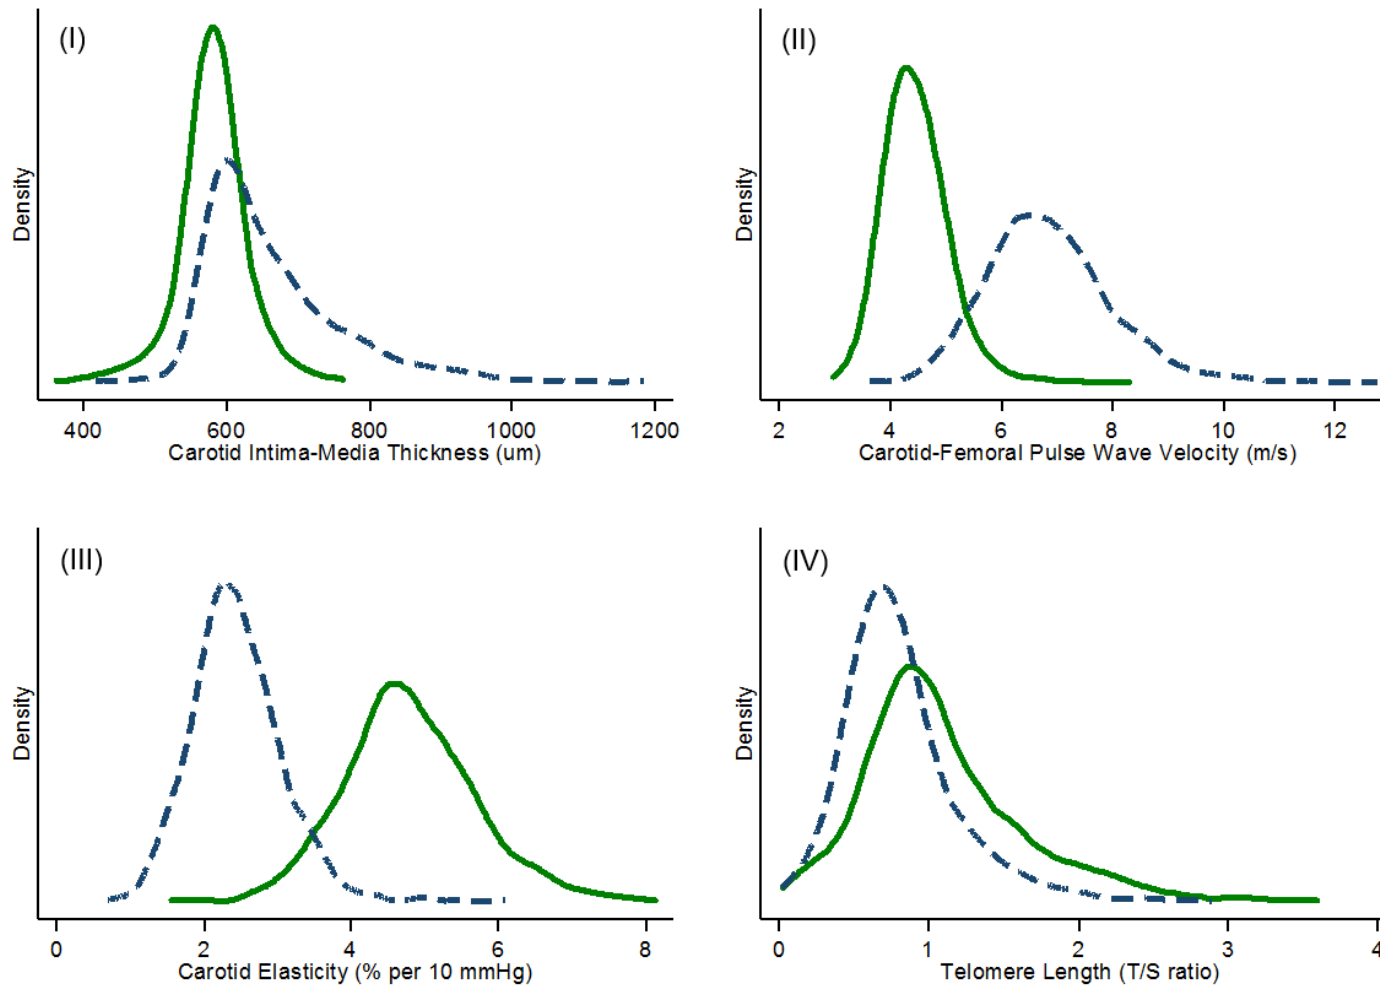 (I)
Density
400 600 800 1000 1200
Carotid Intima-Media Thickness (um)
(II)
Density
2 4 6 8 10 12
Carotid-Femoral Pulse Wave Velocity (m/s)
(III)
Density
0 2 4 6 8
Carotid Elasticity (% per 10 mmHg)
(IV)
Density
0 1 2 3 4
Telomere Length (T/S ratio)